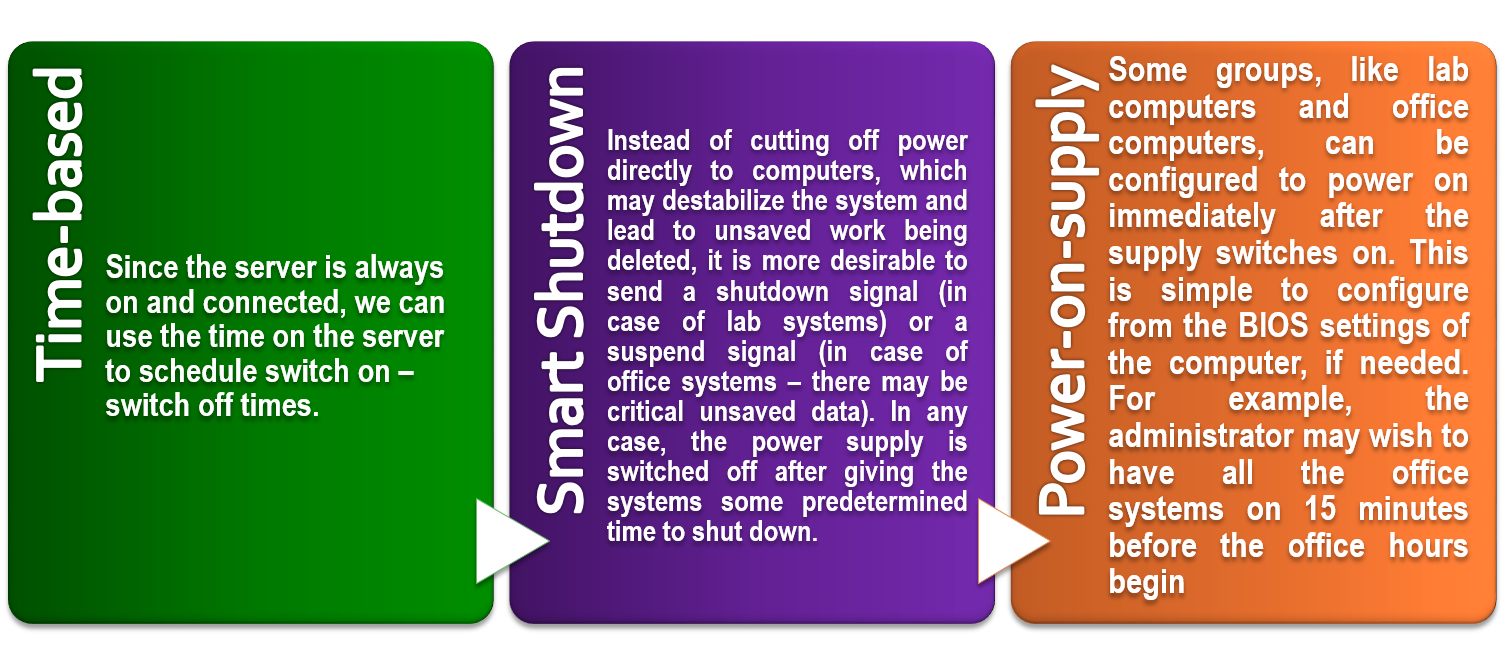 Time-based
Since the server is always
on and connected, we can
use the time on the server
to schedule switch on –
switch off times.
Smart Shutdown
Instead of cutting off power
directly to computers, which
may destabilize the system and
lead to unsaved work being
deleted, it is more desirable to
send a shutdown signal (in
case of lab systems) or a
suspend signal (in case of
office systems – there may be
critical unsaved data). In any
case, the power supply is
switched off after giving the
systems some predetermined
time to shut down.
Power-on-supply
Some groups, like lab
computers and office
computers, can be
configured to power on
immediately after the
supply switches on. This
is simple to configure
from the BIOS settings of
the computer, if needed.
For example, the
administrator may wish to
have all the office
systems on 15 minutes
before the office hours
begin